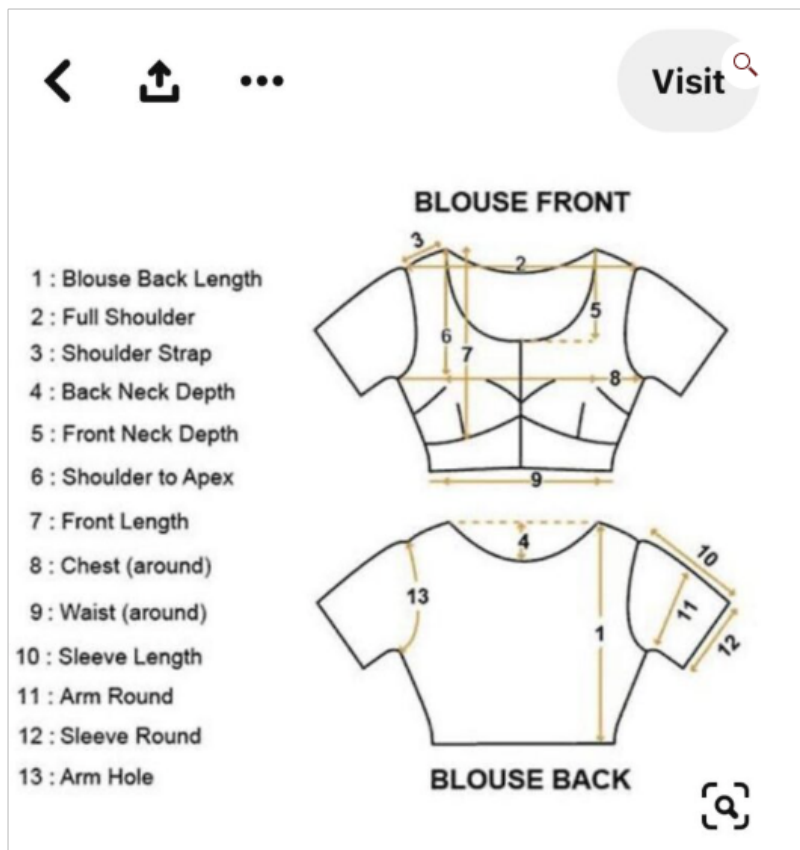 Visit
BLOUSE FRONT
1 : Blouse Back Length
2 : Full Shoulder
3 : Shoulder Strap
4 : Back Neck Depth
5 : Front Neck Depth
6 : Shoulder to Apex
7 : Front Length
8 : Chest (around)
9 : Waist (around)
10 : Sleeve Length
11 : Arm Round
12 : Sleeve Round
13 : Arm Hole
3
2
5
6
7
8
9
4
10
13
11
1
12
BLOUSE BACK